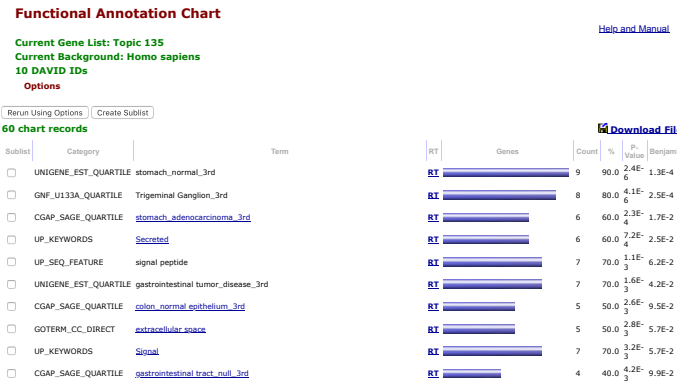 Functional Annotation Chart
Help and Manual
Current Gene List: Topic 135
Current Background: Homo sapiens
10 DAVID IDs
Options
Rerun Using Options Create Sublist
60 chart records Download File
Sublist Category Term RT Genes Count % P-Value Benjam
UNIGENE_EST_QUARTILE stomach_normal_3rd RT 9 90.0 2.4E-6 1.3E-4
GNF_U133A_QUARTILE Trigeminal Ganglion_3rd RT 8 80.0 4.1E-6 2.5E-4
CGAP_SAGE_QUARTILE stomach_adenocarcinoma_3rd RT 6 60.0 2.3E-4 1.7E-2
UP_KEYWORDS Secreted RT 6 60.0 7.2E-4 2.5E-2
UP_SEQ_FEATURE signal peptide RT 7 70.0 1.1E-3 6.2E-2
UNIGENE_EST_QUARTILE gastrointestinal tumor_disease_3rd RT 7 70.0 1.6E-3 4.2E-2
CGAP_SAGE_QUARTILE colon_normal epithelium_3rd RT 5 50.0 2.6E-3 9.5E-2
GOTERM_CC_DIRECT extracellular space RT 5 50.0 2.8E-3 5.7E-2
UP_KEYWORDS Signal RT 7 70.0 3.2E-3 5.7E-2
CGAP_SAGE_QUARTILE gastrointestinal tract_null_3rd RT 4 40.0 4.2E-3 9.9E-2